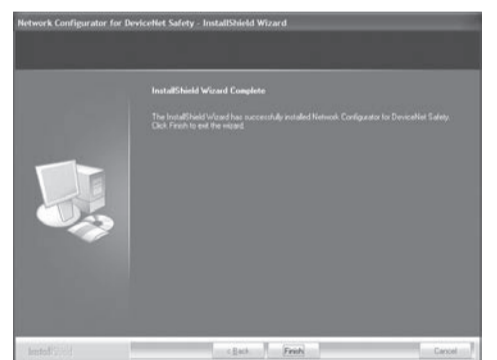 Network Configurator for DeviceNet Safety - InstallShield Wizard
InstallShield Wizard Complete
The InstallShield Wizard has successfully installed Network Configurator for DeviceNet Safety.
Click Finish to exit the wizard.
InstallShield
< Back
Finish
Cancel